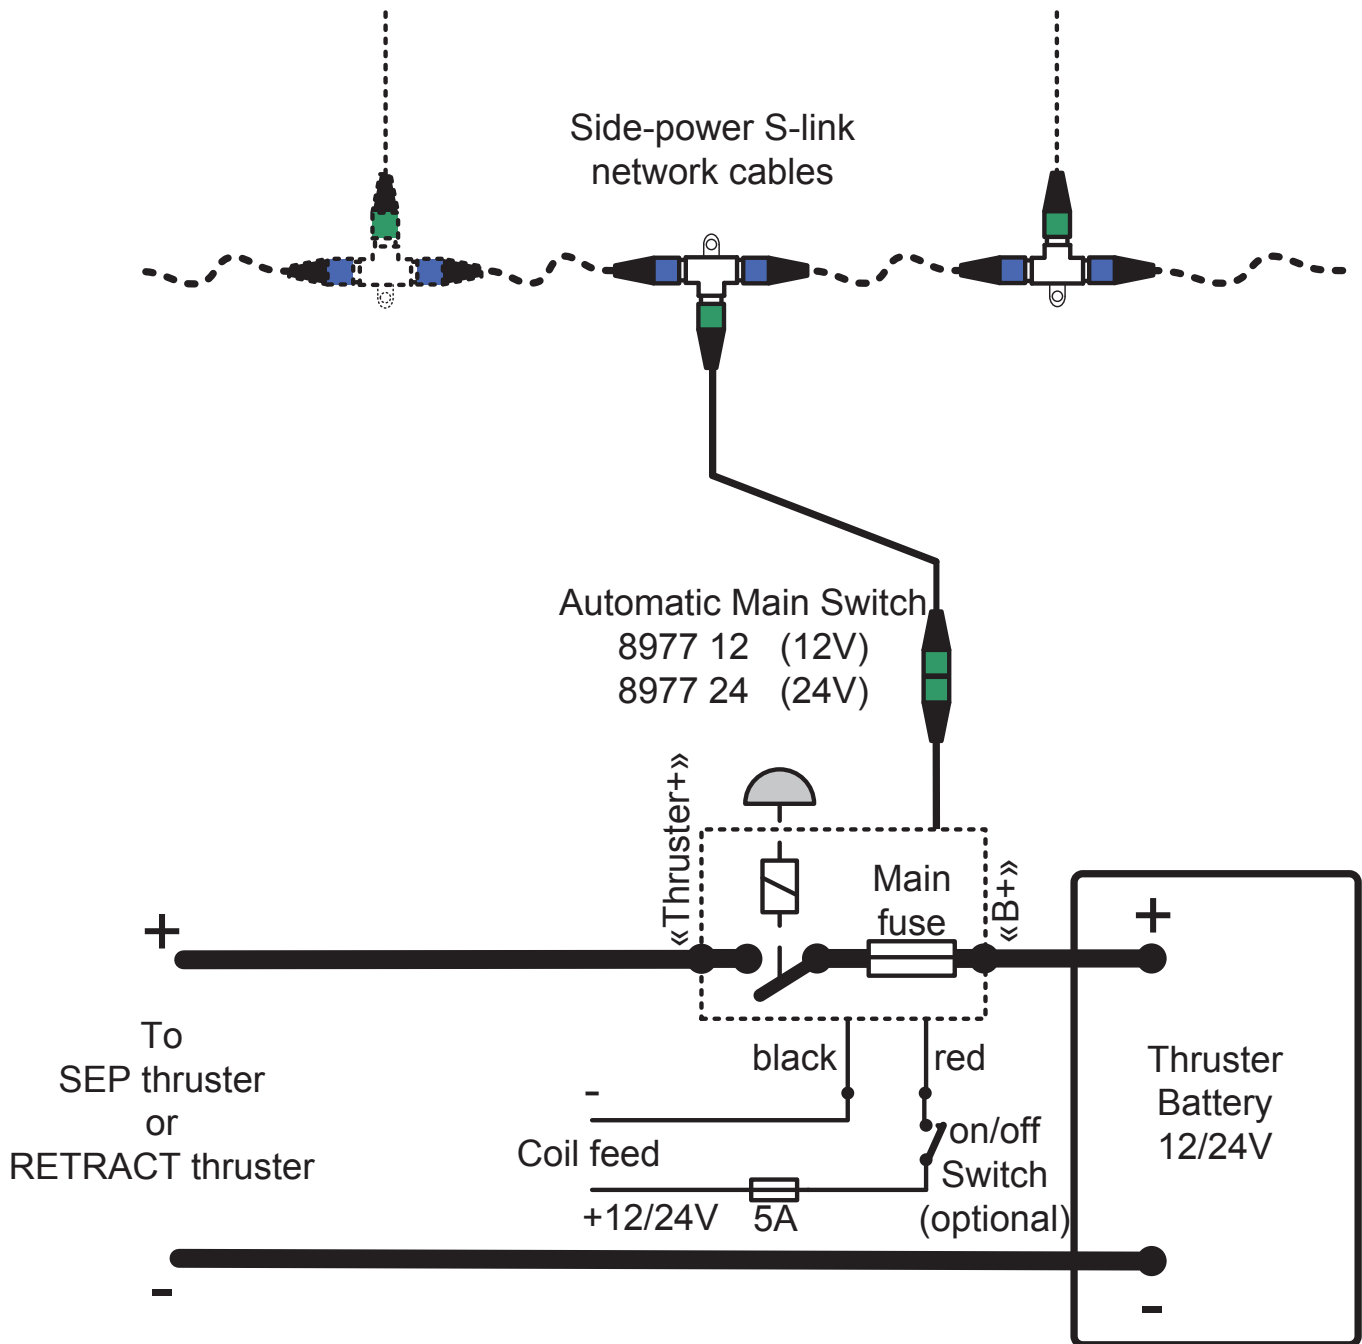 Side-power S-link
network cables
Automatic Main Switch
8977 12 (12V)
8977 24 (24V)
«Thruster+»
Main
fuse
«B+»
+
+
To
SEP thruster
or
RETRACT thruster
black
red
Thruster
Battery
12/24V
-
Coil feed
on/off
Switch
(optional)
+12/24V
5A
-
-